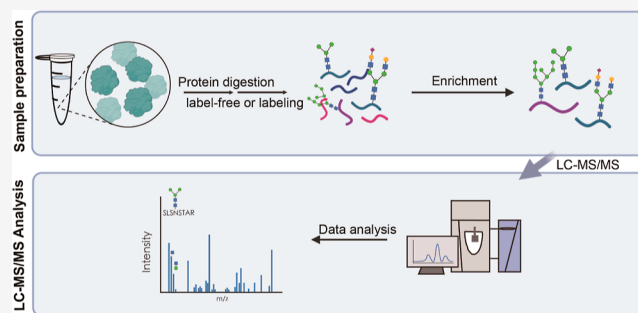 Sample preparation
Protein digestion
label-free or labeling
Enrichment
LC-MS/MS
LC-MS/MS Analysis
SLSNSTAR
Intensity
m/z
Data analysis